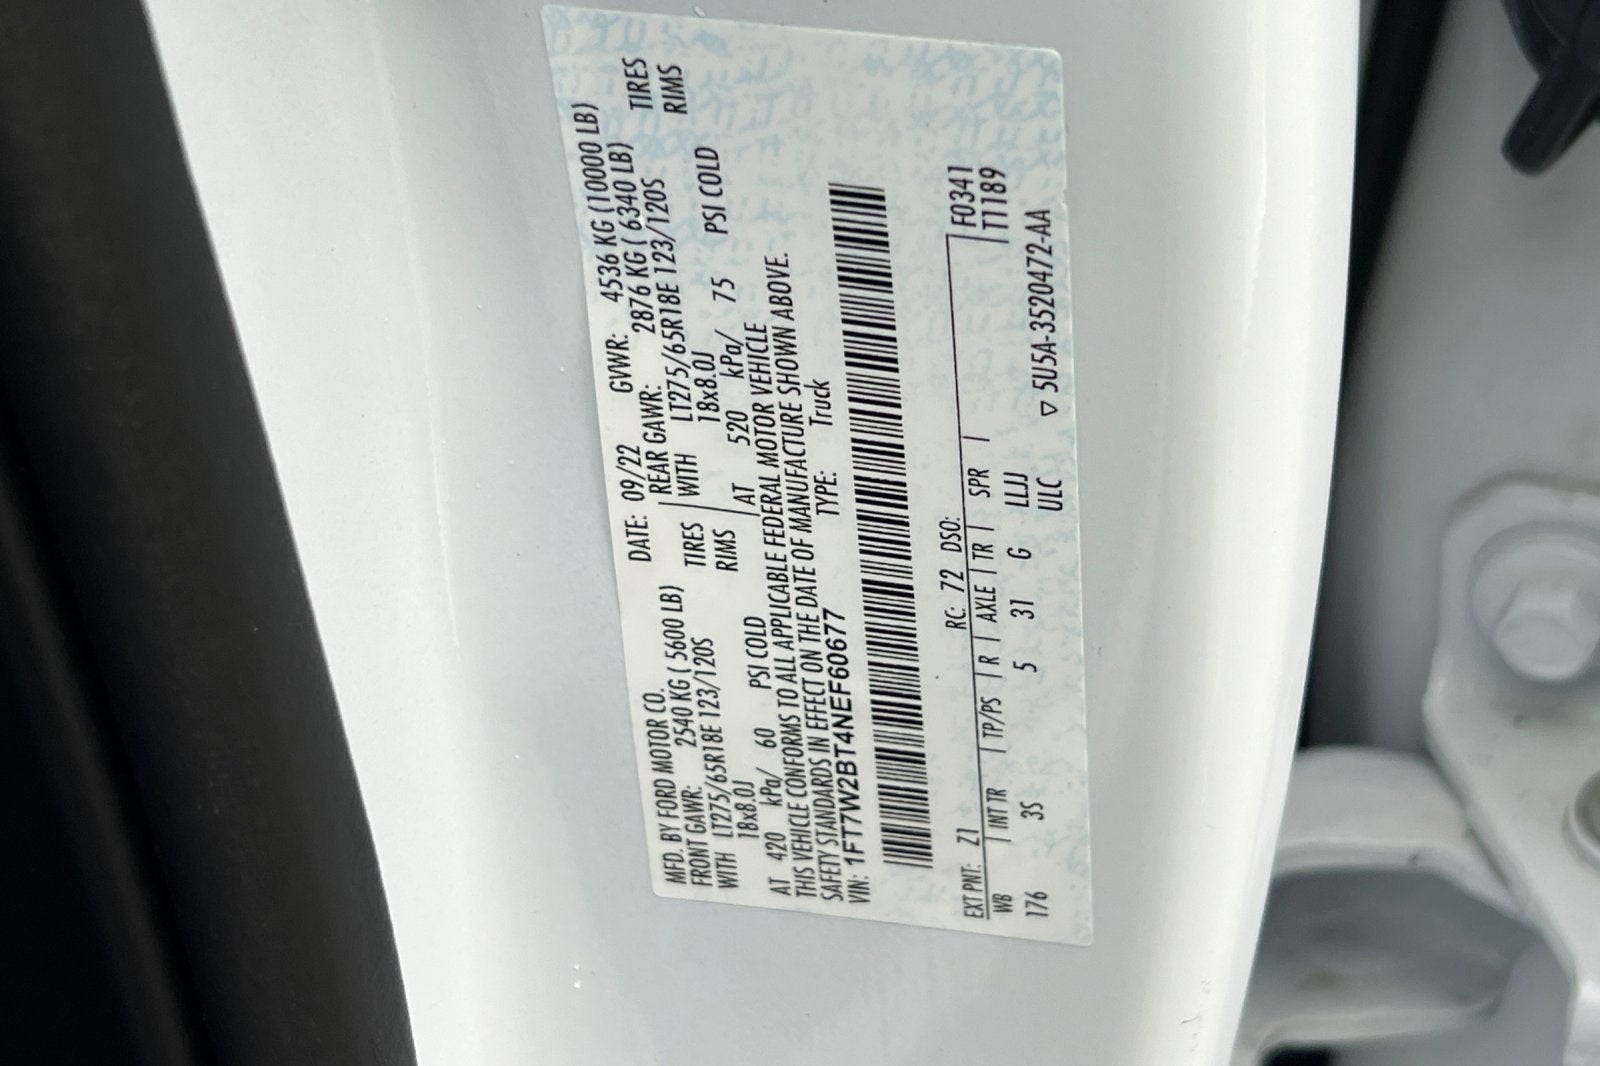 MFD. BY FORD MOTOR CO.
DATE: 09/22 GVWR: 4536 KG (10000 LB)
FRONT GAWR: 2540 KG ( 5600 LB) REAR GAWR: 2876 KG ( 6340 LB)
WITH LT275/65R18E 123/120S TIRES WITH LT275/65R18E 123/120S TIRES
18x8.0J RIMS 18x8.0J RIMS
AT 420 kPa/ 60 PSI COLD AT 520 kPa/ 75 PSI COLD
THIS VEHICLE CONFORMS TO ALL APPLICABLE FEDERAL MOTOR VEHICLE
SAFETY STANDARDS IN EFFECT ON THE DATE OF MANUFACTURE SHOWN ABOVE.
VIN: 1FT7W2BT4NEF60677 TYPE: Truck
EXT PNT: Z1 RC: 72 DSO:
F0341
WB INT TR TP/PS R AXLE TR SPR T1189
176 3S 5 31 G LLJJ
ULC ▽ 5U5A-3520472-AA